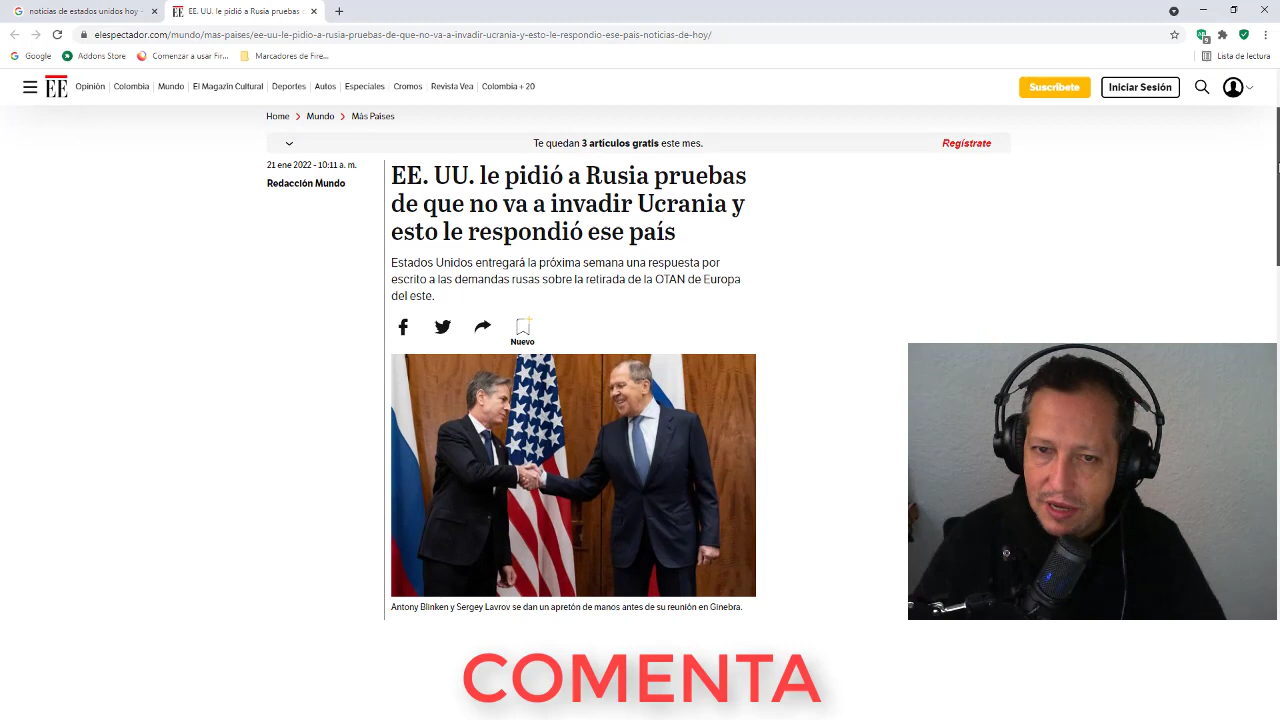 noticias de estados unidos hoy -
EE. UU. le pidió a Rusia pruebas d
elespectador.com/mundo/mas-paises/ee-uu-le-pidio-a-rusia-pruebas-de-que-no-va-a-invadir-ucrania-y-esto-le-respondio-ese-pais-noticias-de-hoy/
9
Google Addons Store Comenzar a usar Fir... Marcadores de Fire... Lista de lectura
EE Opinión Colombia Mundo El Magazín Cultural Deportes Autos Especiales Cromos Revista Vea Colombia + 20 Suscríbete Iniciar Sesión
Home > Mundo > Más Países
Te quedan 3 artículos gratis este mes. Regístrate
21 ene 2022 - 10:11 a. m.
Redacción Mundo
EE. UU. le pidió a Rusia pruebas
de que no va a invadir Ucrania y
esto le respondió ese país
Estados Unidos entregará la próxima semana una respuesta por
escrito a las demandas rusas sobre la retirada de la OTAN de Europa
del este.
Nuevo
Antony Blinken y Sergey Lavrov se dan un apretón de manos antes de su reunión en Ginebra.
COMENTA